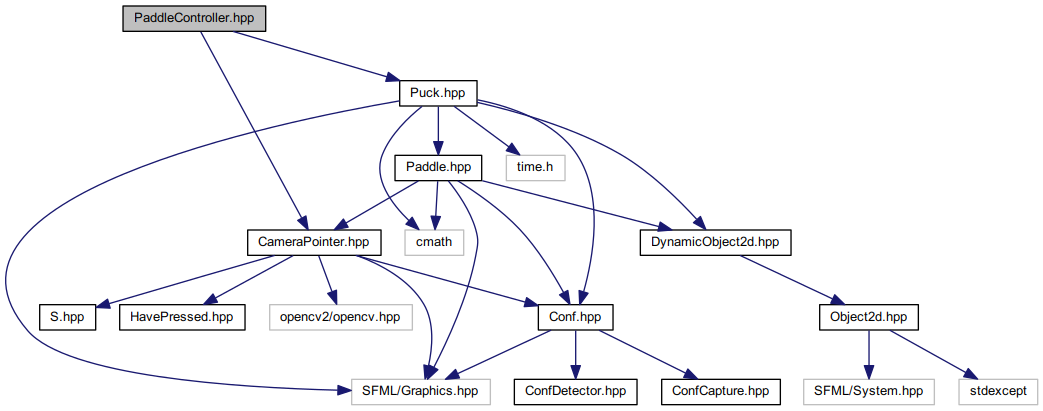 PaddleController.hpp
Puck.hpp
Paddle.hpp
time.h
CameraPointer.hpp
cmath
DynamicObject2d.hpp
S.hpp
HavePressed.hpp
opencv2/opencv.hpp
Conf.hpp
Object2d.hpp
SFML/Graphics.hpp
ConfDetector.hpp
ConfCapture.hpp
SFML/System.hpp
stdexcept